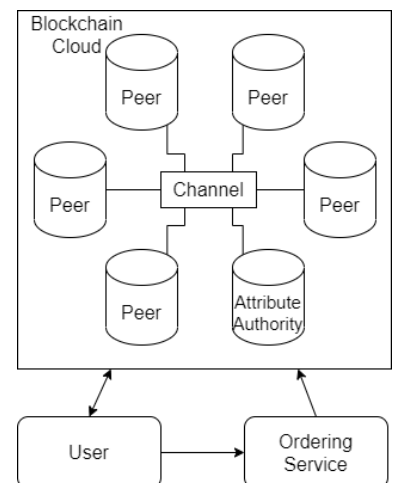 Blockchain
Cloud
Peer
Peer
Peer
Channel
Peer
Peer
Attribute
Authority
User
Ordering
Service